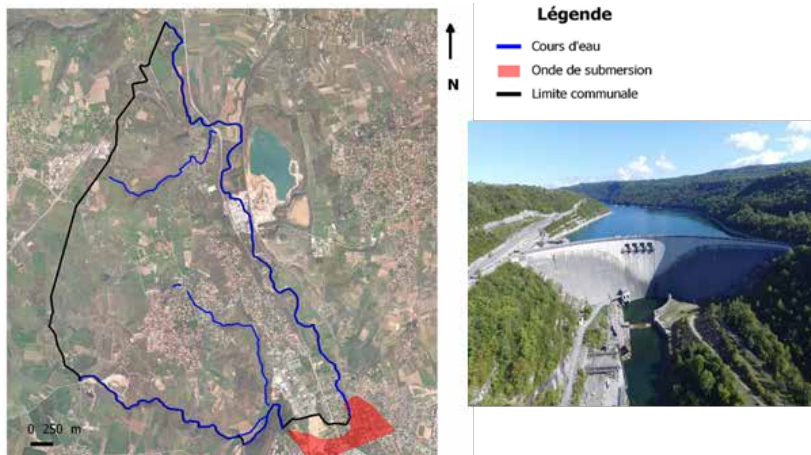 Légende
Cours d'eau
Onde de submersion
Limite communale
N
0 250 m